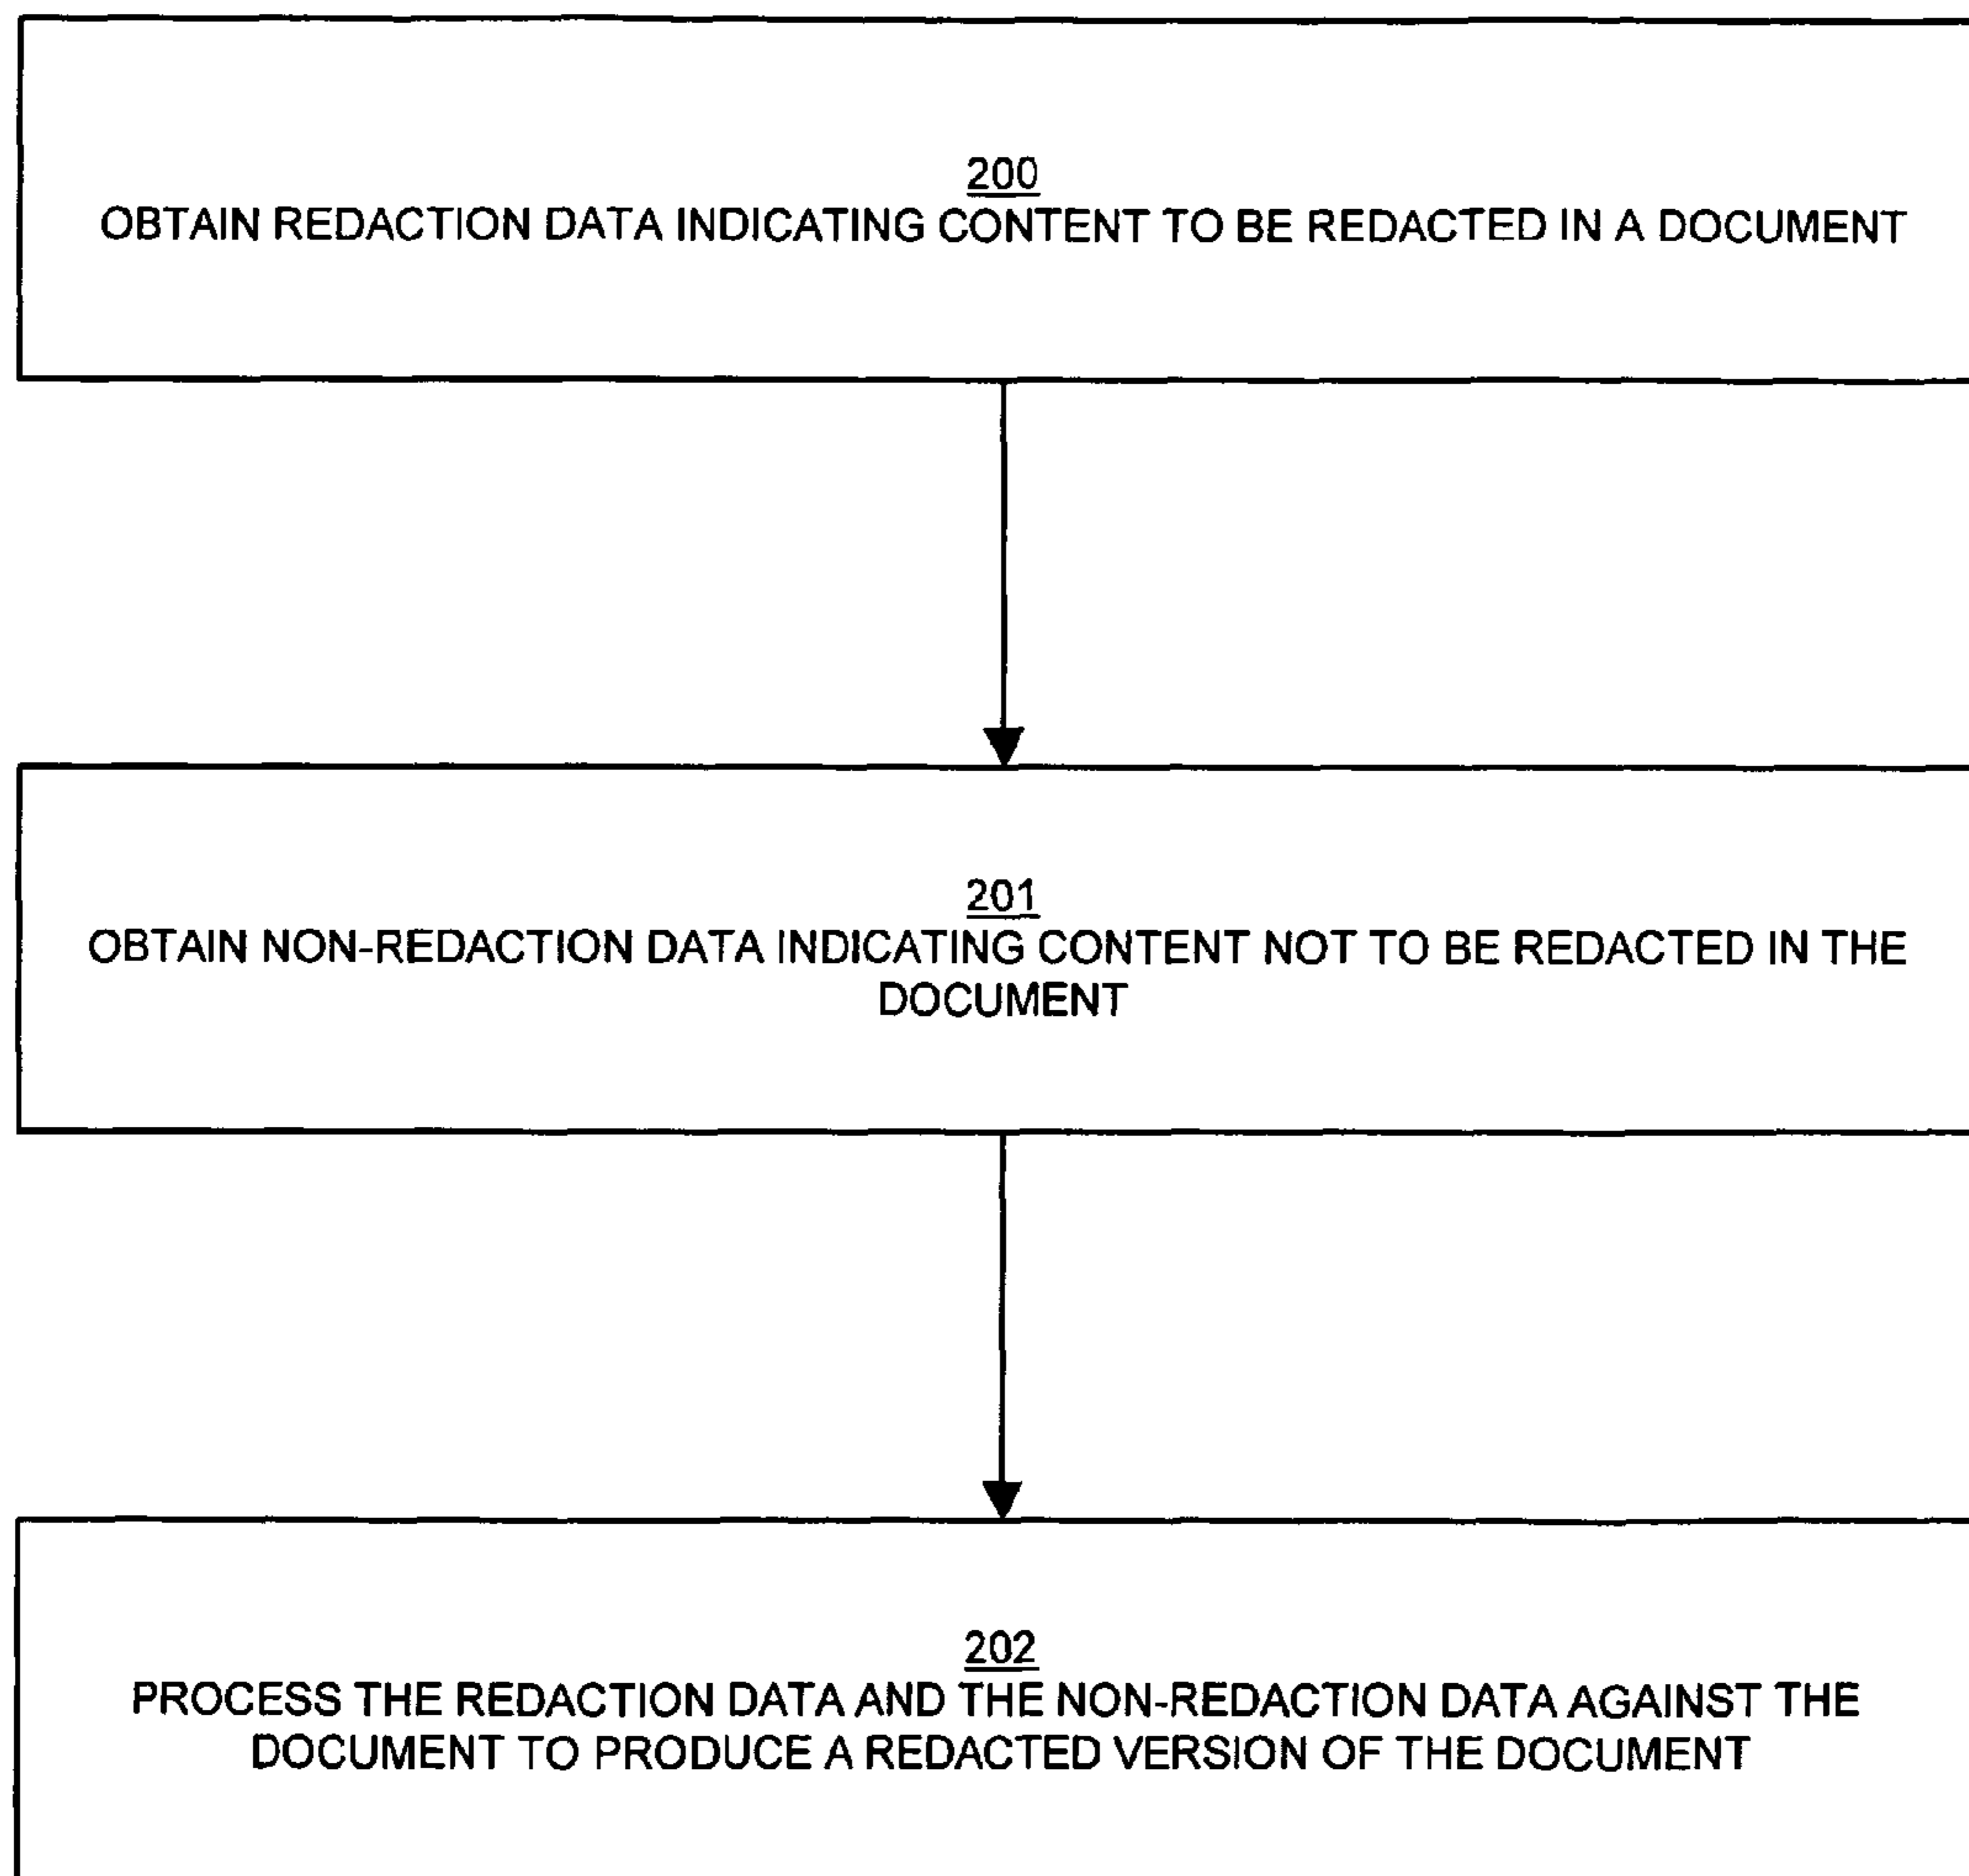 200
OBTAIN REDACTION DATA INDICATING CONTENT TO BE REDACTED IN A DOCUMENT
201
OBTAIN NON-REDACTION DATA INDICATING CONTENT NOT TO BE REDACTED IN THE
DOCUMENT
202
PROCESS THE REDACTION DATA AND THE NON-REDACTION DATA AGAINST THE
DOCUMENT TO PRODUCE A REDACTED VERSION OF THE DOCUMENT